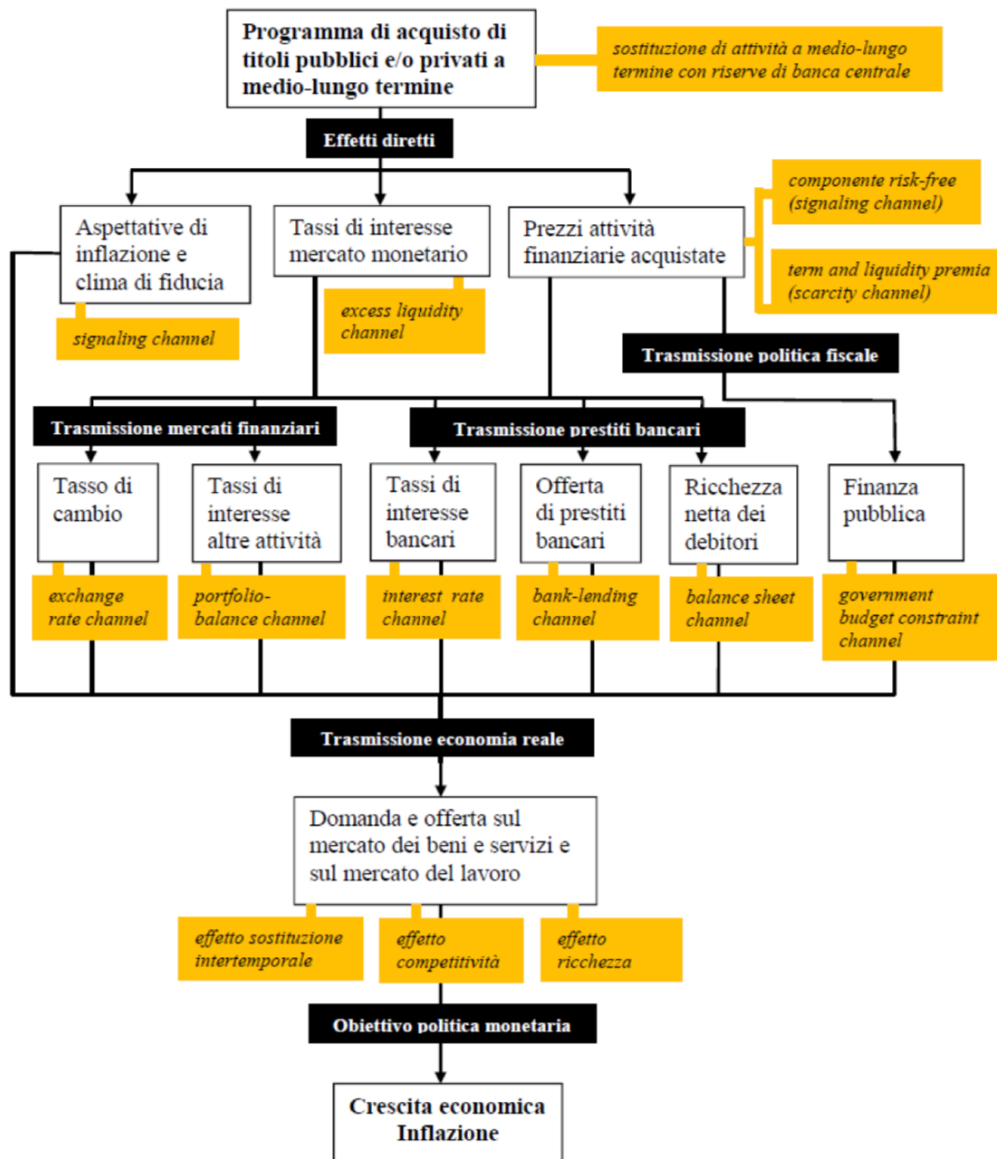 Programma di acquisto di
titoli pubblici e/o privati a
medio-lungo termine
sostituzione di attività a medio-lungo
termine con riserve di banca centrale
Effetti diretti
Aspettative di
inflazione e
clima di fiducia
signaling channel
Tassi di interesse
mercato monetario
excess liquidity
channel
Prezzi attività
finanziarie acquistate
componente risk-free
(signaling channel)
term and liquidity premia
(scarcity channel)
Trasmissione politica fiscale
Trasmissione mercati finanziari
Trasmissione prestiti bancari
Tasso di
cambio
exchange
rate channel
Tassi di
interesse
altre attività
portfolio-
balance channel
Tassi di
interesse
bancari
interest rate
channel
Offerta
di prestiti
bancari
bank-lending
channel
Ricchezza
netta dei
debitori
balance sheet
channel
Finanza
pubblica
government
budget constraint
channel
Trasmissione economia reale
Domanda e offerta sul
mercato dei beni e servizi e
sul mercato del lavoro
effetto sostituzione
intertemporale
effetto
competitività
effetto
ricchezza
Obiettivo politica monetaria
Crescita economica
Inflazione